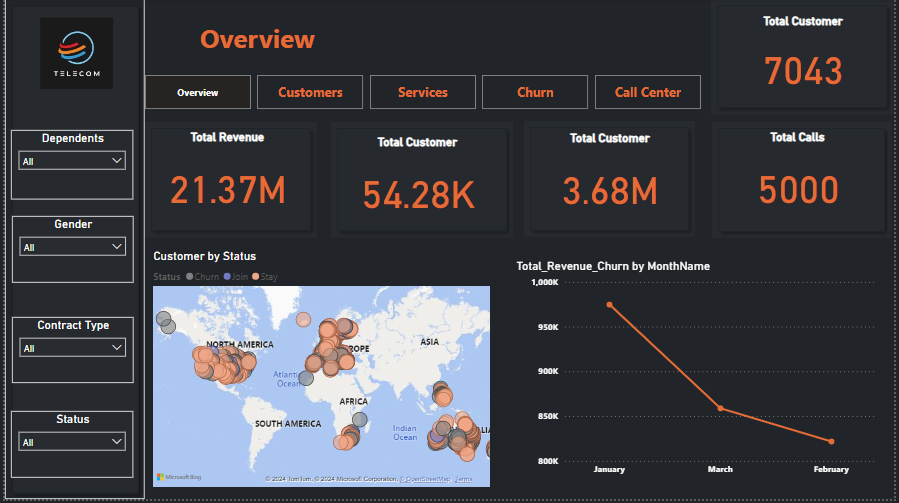 TELECOM
Overview
Total Customer
7043
Overview
Customers
Services
Churn
Call Center
Dependents
All
Gender
All
Contract Type
All
Status
All
Total Revenue
21.37M
Total Customer
54.28K
Total Customer
3.68M
Total Calls
5000
Customer by Status
Status Churn Join Stay
NORTH AMERICA
ASIA
Atlantic
Ocean
AFRICA
SOUTH AMERICA
Indian
Ocean
Microsoft Bing
© 2024 TomTom, © 2024 Microsoft Corporation, © OpenStreetMap Terms
Total_Revenue_Churn by MonthName
1,000K
950K
900K
850K
800K
January
March
February